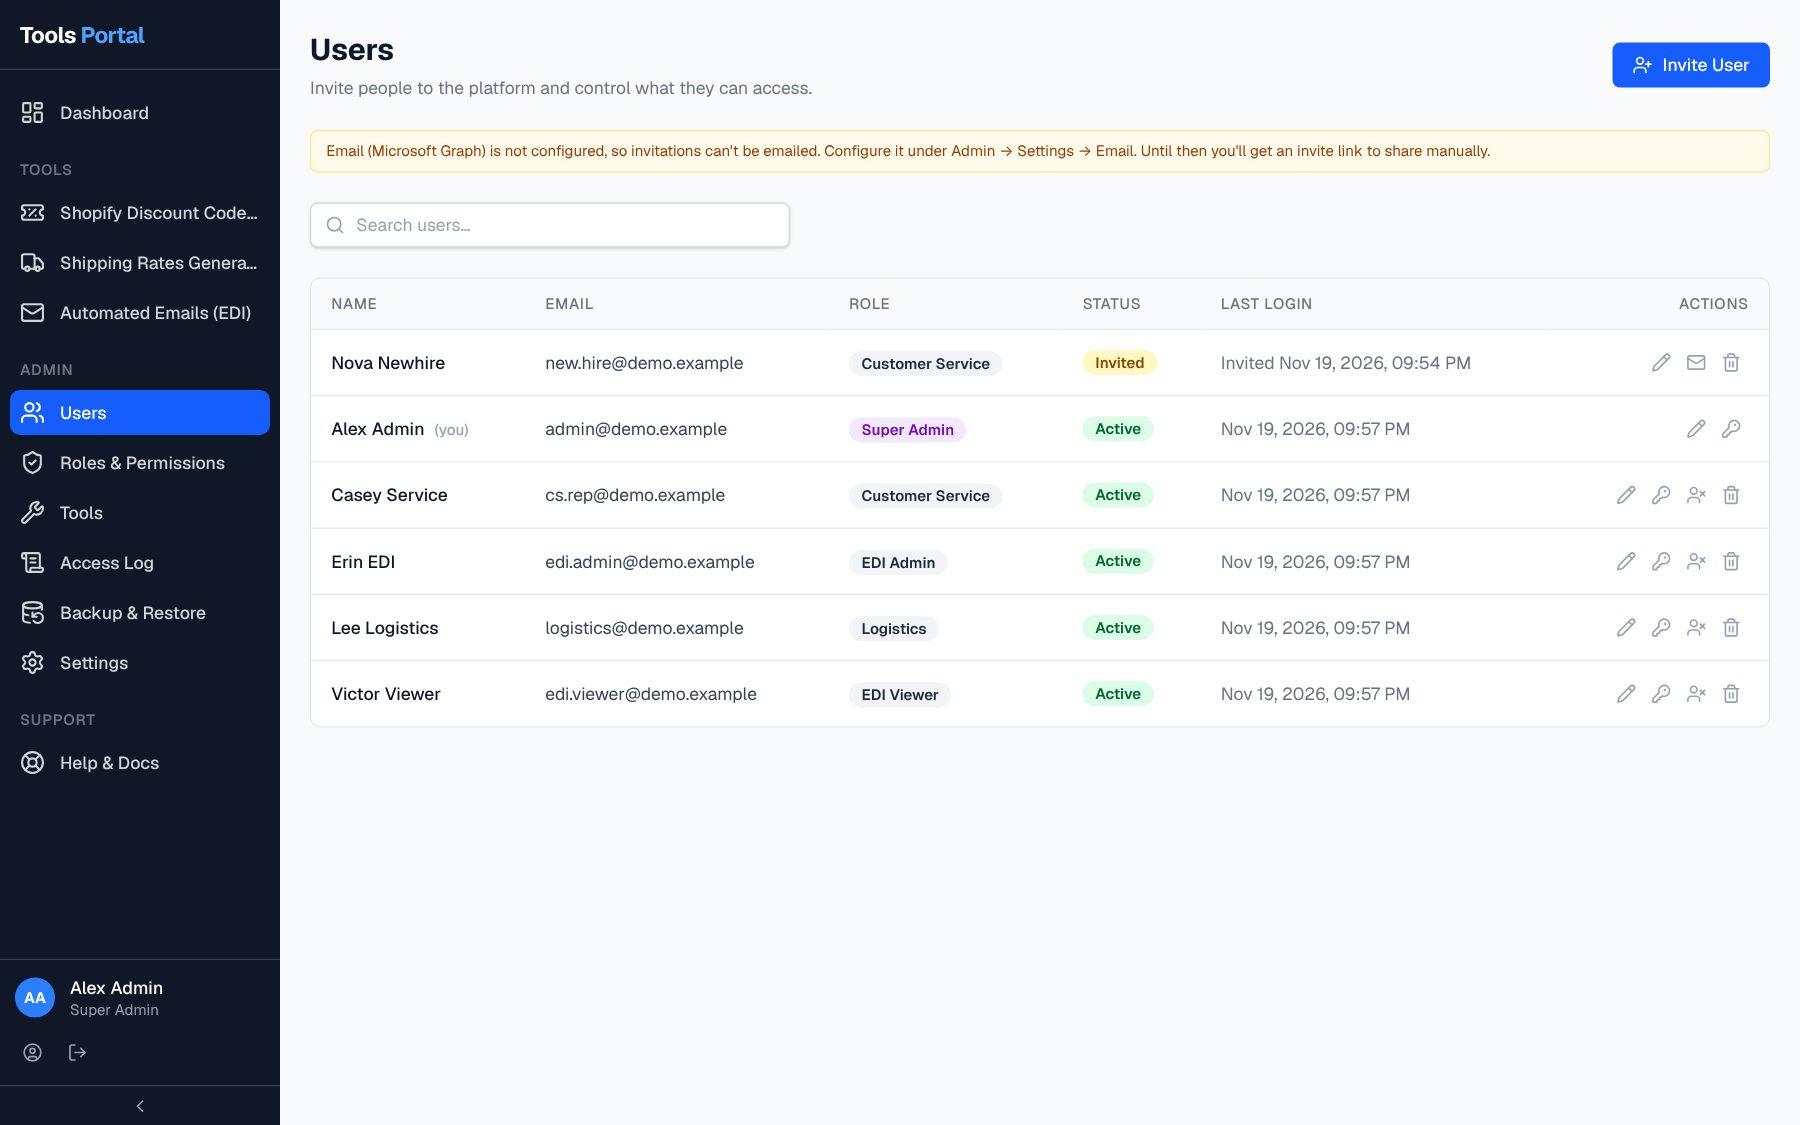 Tools Portal
Dashboard
TOOLS
Shopify Discount Code...
Shipping Rates Genera...
Automated Emails (EDI)
ADMIN
Users
Roles & Permissions
Tools
Access Log
Backup & Restore
Settings
SUPPORT
Help & Docs
AA
Alex Admin
Super Admin
Users
Invite people to the platform and control what they can access.
Invite User
Email (Microsoft Graph) is not configured, so invitations can't be emailed. Configure it under Admin → Settings → Email. Until then you'll get an invite link to share manually.
Search users...
NAME EMAIL ROLE STATUS LAST LOGIN ACTIONS
Nova Newhire new.hire@demo.example Customer Service Invited Invited Nov 19, 2026, 09:54 PM
Alex Admin (you) admin@demo.example Super Admin Active Nov 19, 2026, 09:57 PM
Casey Service cs.rep@demo.example Customer Service Active Nov 19, 2026, 09:57 PM
Erin EDI edi.admin@demo.example EDI Admin Active Nov 19, 2026, 09:57 PM
Lee Logistics logistics@demo.example Logistics Active Nov 19, 2026, 09:57 PM
Victor Viewer edi.viewer@demo.example EDI Viewer Active Nov 19, 2026, 09:57 PM